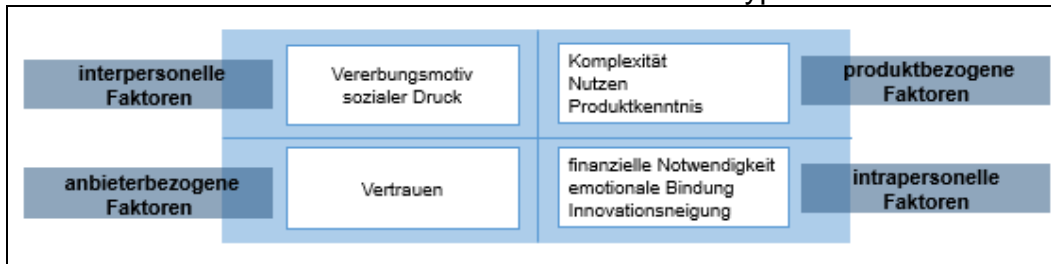 interpersonelle
Faktoren
Vererbungsmotiv
sozialer Druck
Komplexität
Nutzen
Produktkenntnis
produktbezogene
Faktoren
anbieterbezogene
Faktoren
Vertrauen
finanzielle Notwendigkeit
emotionale Bindung
Innovationsneigung
intrapersonelle
Faktoren